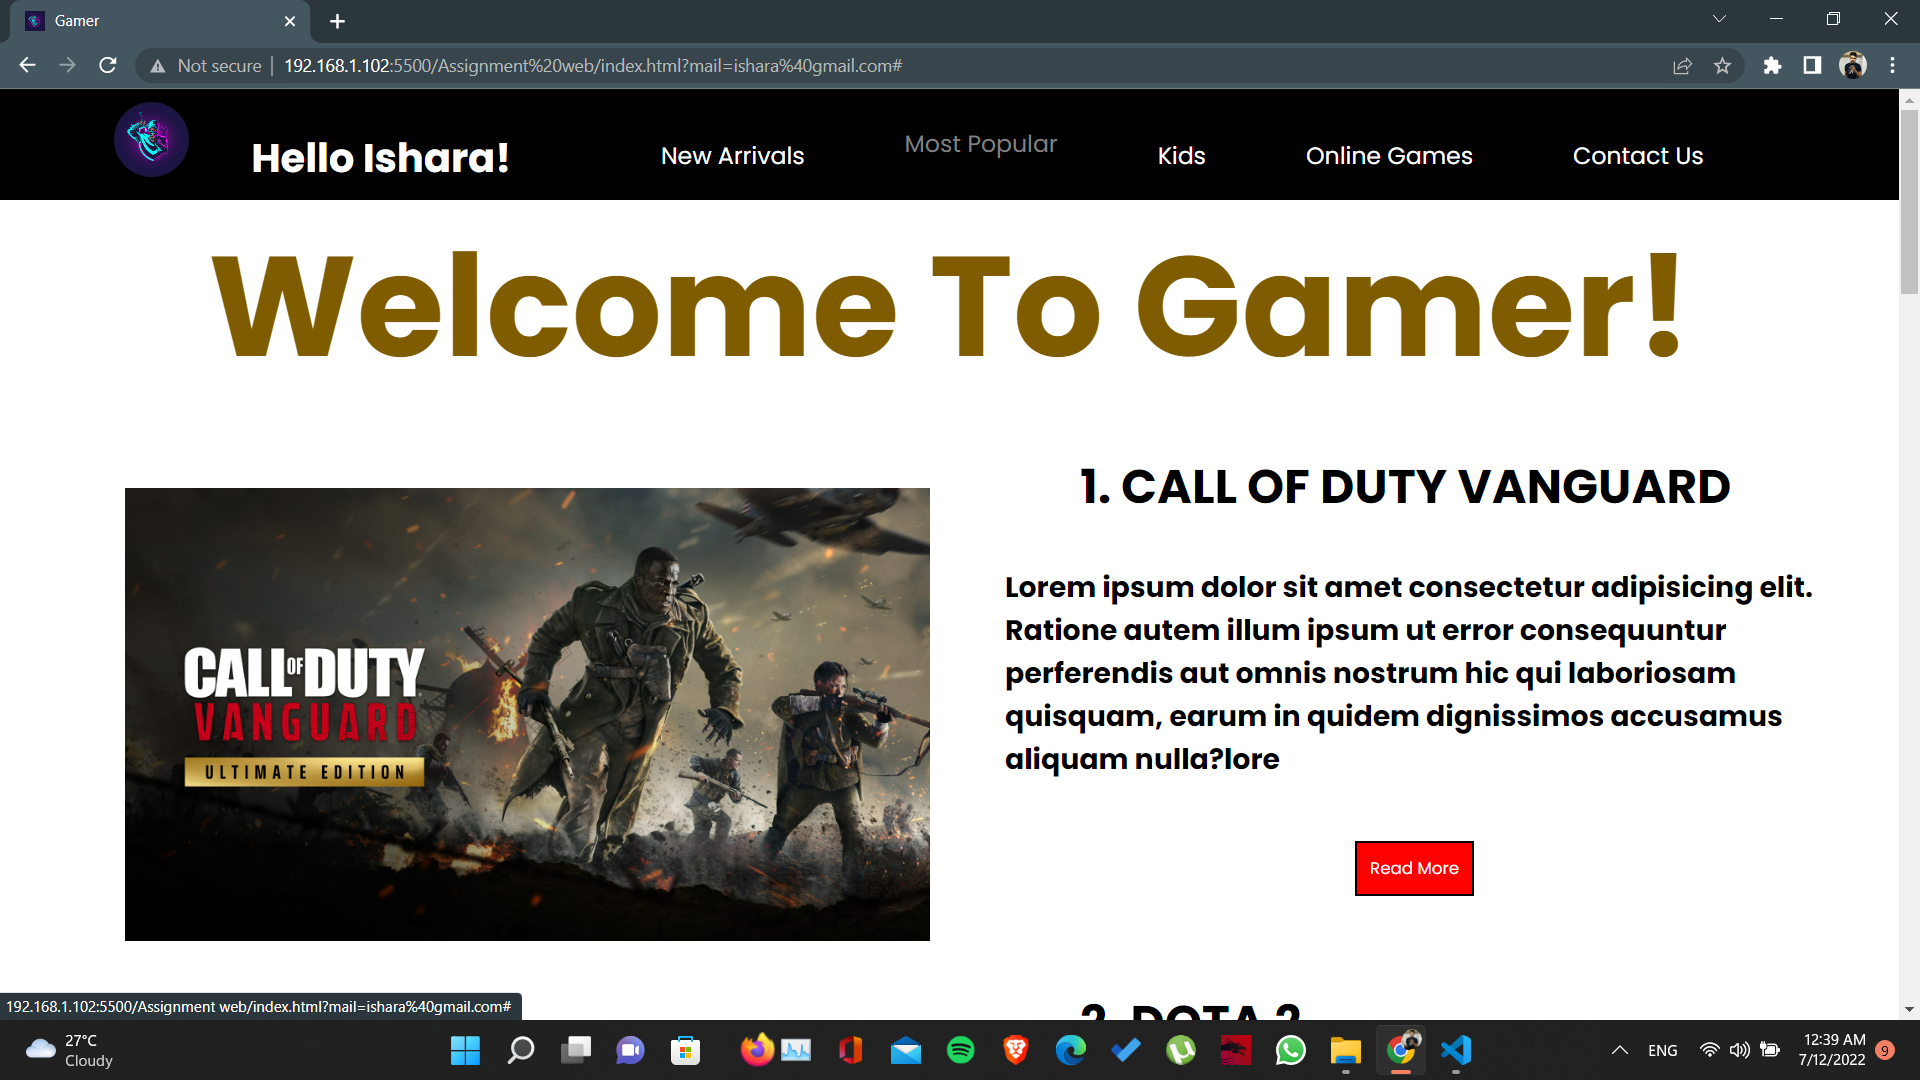 Gamer
Not secure
192.168.1.102:5500/Assignment%20web/index.html?mail=ishara%40gmail.com#
Hello Ishara!
New Arrivals
Most Popular
Kids
Online Games
Contact Us
Welcome To Gamer!
1. CALL OF DUTY VANGUARD
CALL OF DUTY
VANGUARD
ULTIMATE EDITION
Lorem ipsum dolor sit amet consectetur adipisicing elit.
Ratione autem illum ipsum ut error consequuntur
perferendis aut omnis nostrum hic qui laboriosam
quisquam, earum in quidem dignissimos accusamus
aliquam nulla?lore
Read More
2. DOTA 2
192.168.1.102:5500/Assignment web/index.html?mail=ishara%40gmail.com#
27°C
Cloudy
ENG
12:39 AM
7/12/2022
9